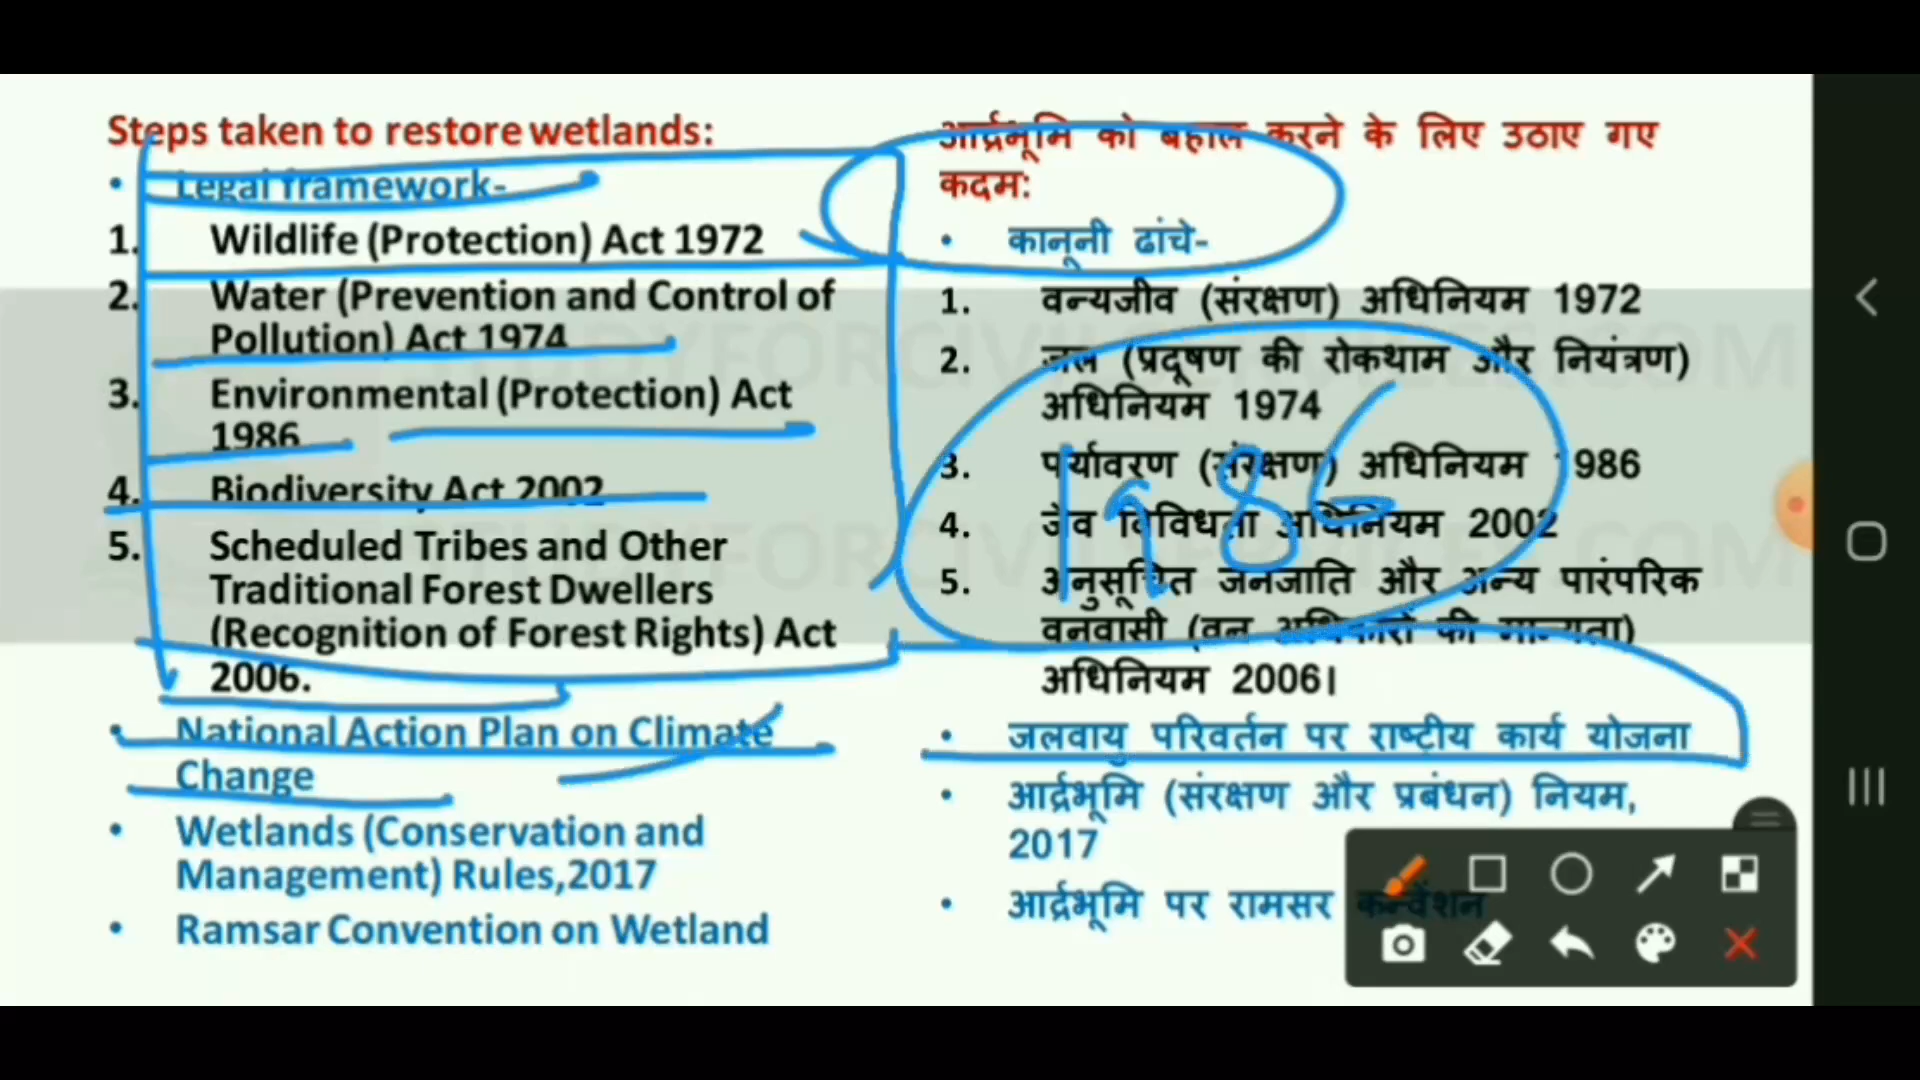 Steps taken to restore wetlands:
• Legal framework-
1. Wildlife (Protection) Act 1972
2. Water (Prevention and Control of
Pollution) Act 1974
3. Environmental (Protection) Act
1986
4. Biodiversity Act 2002
5. Scheduled Tribes and Other
Traditional Forest Dwellers
(Recognition of Forest Rights) Act
2006.
• National Action Plan on Climate
Change
• Wetlands (Conservation and
Management) Rules,2017
• Ramsar Convention on Wetland
आर्द्रभूमि को बहाल करने के लिए उठाए गए
कदम:
• कानूनी ढांचे-
1. वन्यजीव (संरक्षण) अधिनियम 1972
2. जल (प्रदूषण की रोकथाम और नियंत्रण)
अधिनियम 1974
3. पर्यावरण (संरक्षण) अधिनियम 1986
4. जैव विविधता अधिनियम 2002
5. अनुसूचित जनजाति और अन्य पारंपरिक
वनवासी (वन अधिकारों की मान्यता)
अधिनियम 2006।
• जलवायु परिवर्तन पर राष्ट्रीय कार्य योजना
• आर्द्रभूमि (संरक्षण और प्रबंधन) नियम,
2017
• आर्द्रभूमि पर रामसर कन्वेंशन
1986